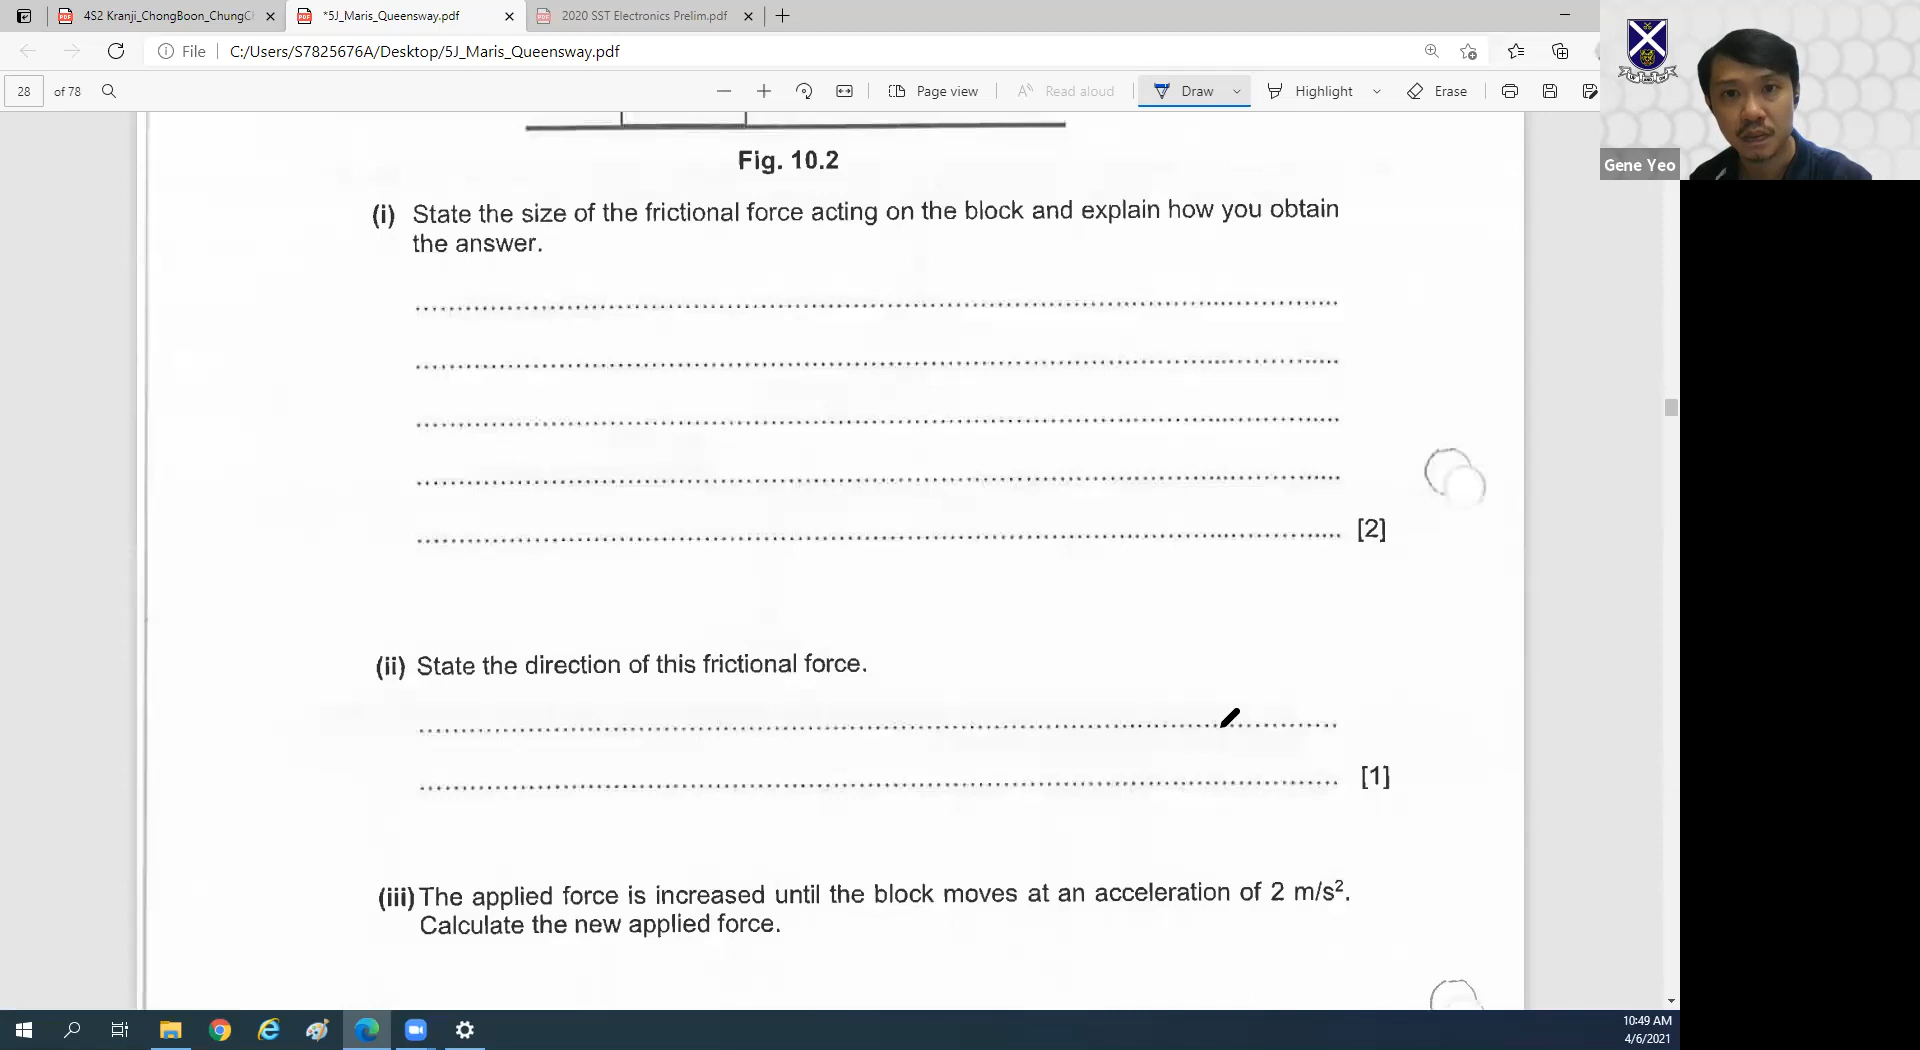 4S2 Kranji_ChongBoon_ChungC
*5J_Maris_Queensway.pdf
2020 SST Electronics Prelim.pdf
File
C:/Users/S7825676A/Desktop/5J_Maris_Queensway.pdf
28 of 78
Page view
Read aloud
Draw
Highlight
Erase
Gene Yeo
Fig. 10.2
(i) State the size of the frictional force acting on the block and explain how you obtain
the answer.
[2]
(ii) State the direction of this frictional force.
[1]
(iii) The applied force is increased until the block moves at an acceleration of 2 m/s².
Calculate the new applied force.
10:49 AM
4/6/2021